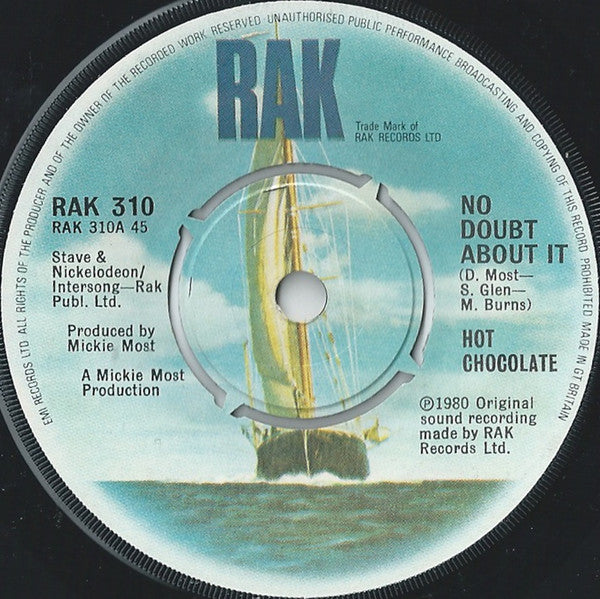 EMI RECORDS LTD ALL RIGHTS OF THE PRODUCER AND OF THE OWNER OF THE RECORDED WORK RESERVED UNAUTHORISED PUBLIC PERFORMANCE BROADCASTING AND COPYING OF THIS RECORD PROHIBITED MADE IN GT BRITAIN
RAK
Trade Mark of
RAK RECORDS LTD
RAK 310
RAK 310A 45
Stave &
Nickelodeon/
Intersong—Rak
Publ. Ltd.
Produced by
Mickie Most
A Mickie Most
Production
NO
DOUBT
ABOUT IT
(D. Most—
S. Glen—
M. Burns)
HOT
CHOCOLATE
℗1980 Original
sound recording
made by RAK
Records Ltd.